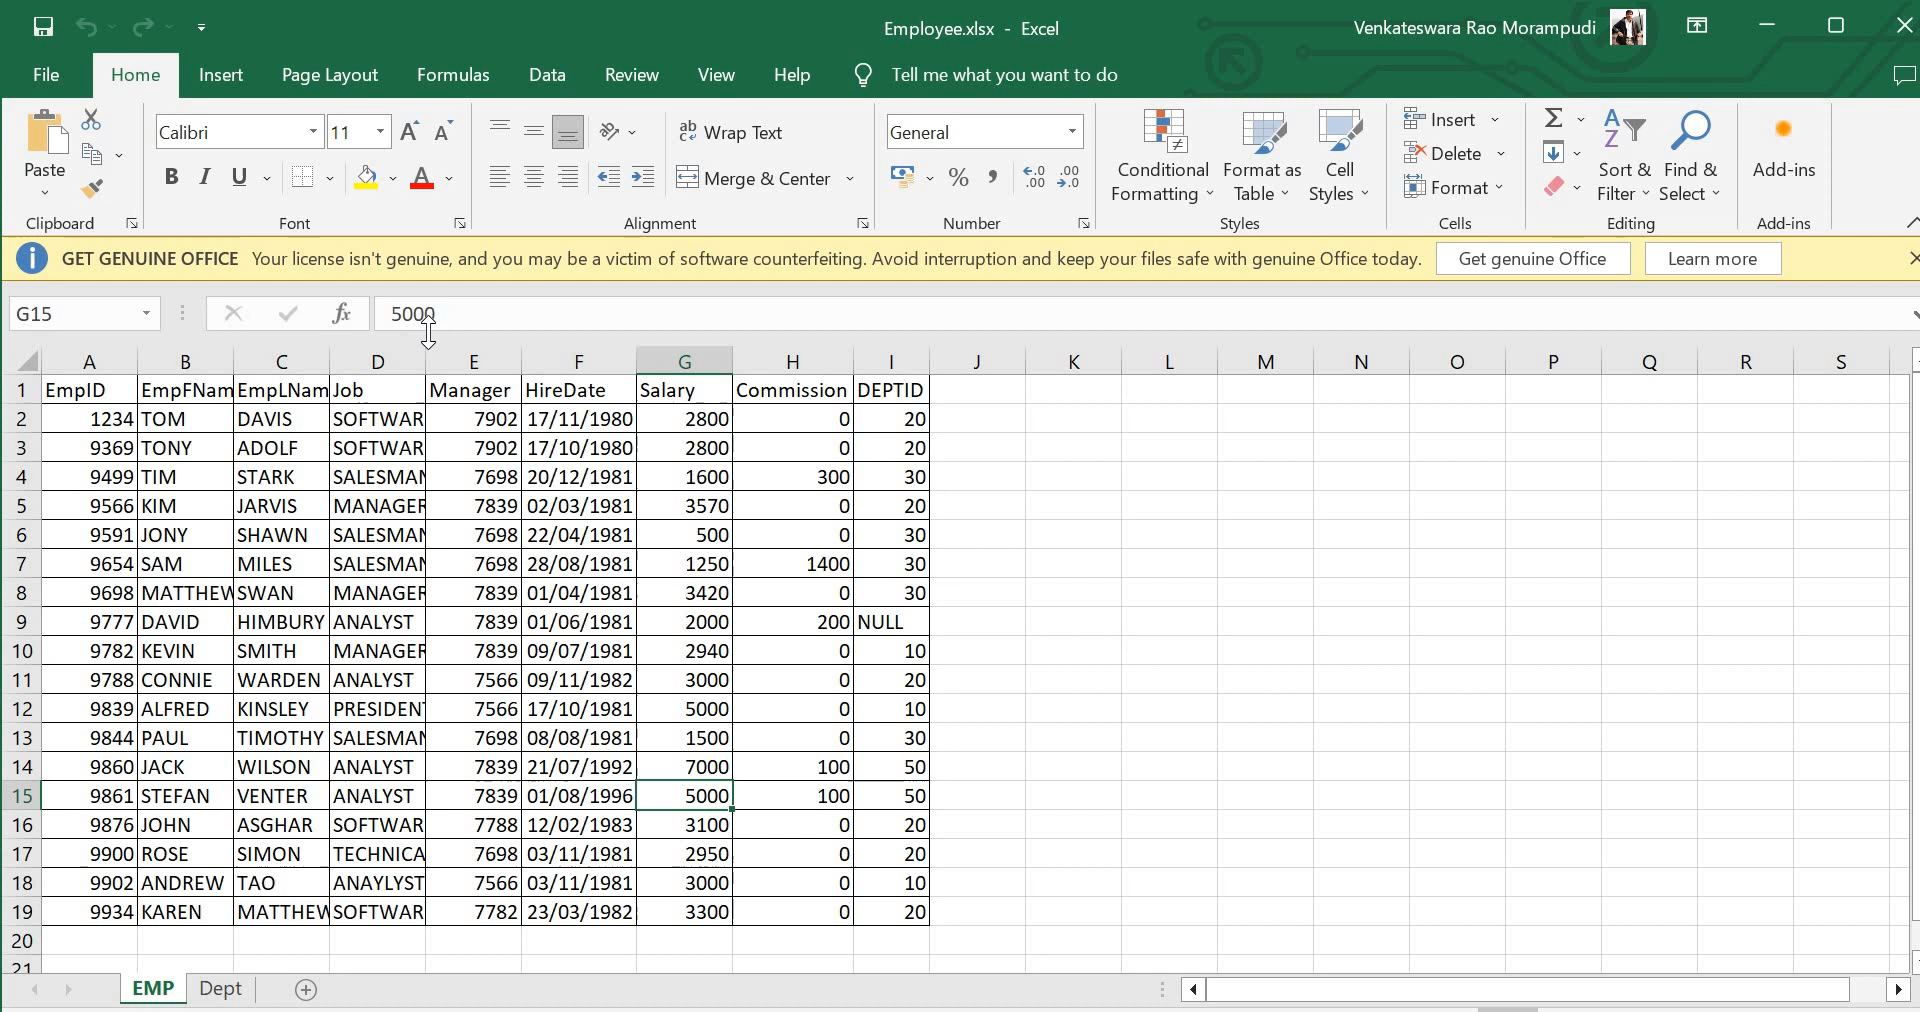 Employee.xlsx - Excel
Venkateswara Rao Morampudi
File Home Insert Page Layout Formulas Data Review View Help Tell me what you want to do
Paste
Clipboard
Calibri 11
B I U
Font
Wrap Text
Merge & Center
Alignment
General
Number
Conditional Formatting
Format as Table
Cell Styles
Styles
Insert
Delete
Format
Cells
Sort & Filter
Find & Select
Editing
Add-ins
Add-ins
GET GENUINE OFFICE Your license isn't genuine, and you may be a victim of software counterfeiting. Avoid interruption and keep your files safe with genuine Office today. Get genuine Office Learn more
G15 fx 5000
A B C D E F G H I J K L M N O P Q R S
1 EmpID EmpFNam EmpLNam Job Manager HireDate Salary Commission DEPTID
2 1234 TOM DAVIS SOFTWAR 7902 17/11/1980 2800 0 20
3 9369 TONY ADOLF SOFTWAR 7902 17/10/1980 2800 0 20
4 9499 TIM STARK SALESMAN 7698 20/12/1981 1600 300 30
5 9566 KIM JARVIS MANAGER 7839 02/03/1981 3570 0 20
6 9591 JONY SHAWN SALESMAN 7698 22/04/1981 500 0 30
7 9654 SAM MILES SALESMAN 7698 28/08/1981 1250 1400 30
8 9698 MATTHEW SWAN MANAGER 7839 01/04/1981 3420 0 30
9 9777 DAVID HIMBURY ANALYST 7839 01/06/1981 2000 200 NULL
10 9782 KEVIN SMITH MANAGER 7839 09/07/1981 2940 0 10
11 9788 CONNIE WARDEN ANALYST 7566 09/11/1982 3000 0 20
12 9839 ALFRED KINSLEY PRESIDENT 7566 17/10/1981 5000 0 10
13 9844 PAUL TIMOTHY SALESMAN 7698 08/08/1981 1500 0 30
14 9860 JACK WILSON ANALYST 7839 21/07/1992 7000 100 50
15 9861 STEFAN VENTER ANALYST 7839 01/08/1996 5000 100 50
16 9876 JOHN ASGHAR SOFTWAR 7788 12/02/1983 3100 0 20
17 9900 ROSE SIMON TECHNICA 7698 03/11/1981 2950 0 20
18 9902 ANDREW TAO ANAYLYST 7566 03/11/1981 3000 0 10
19 9934 KAREN MATTHEW SOFTWAR 7782 23/03/1982 3300 0 20
20
21
EMP Dept